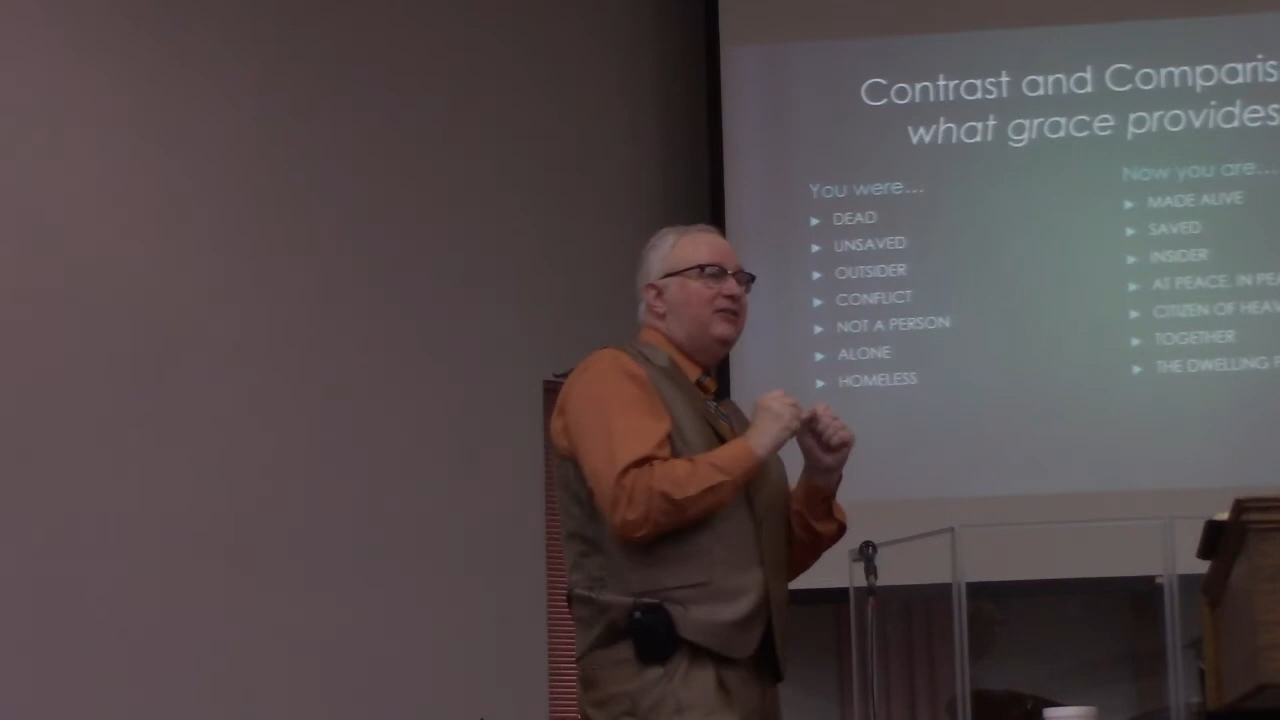 Contrast and Comparis
what grace provides
You were...
DEAD
UNSAVED
OUTSIDER
CONFLICT
NOT A PERSON
ALONE
HOMELESS
Now you are...
MADE ALIVE
SAVED
INSIDER
AT PEACE, IN PEA
CITIZEN OF HEAV
TOGETHER
THE DWELLING P